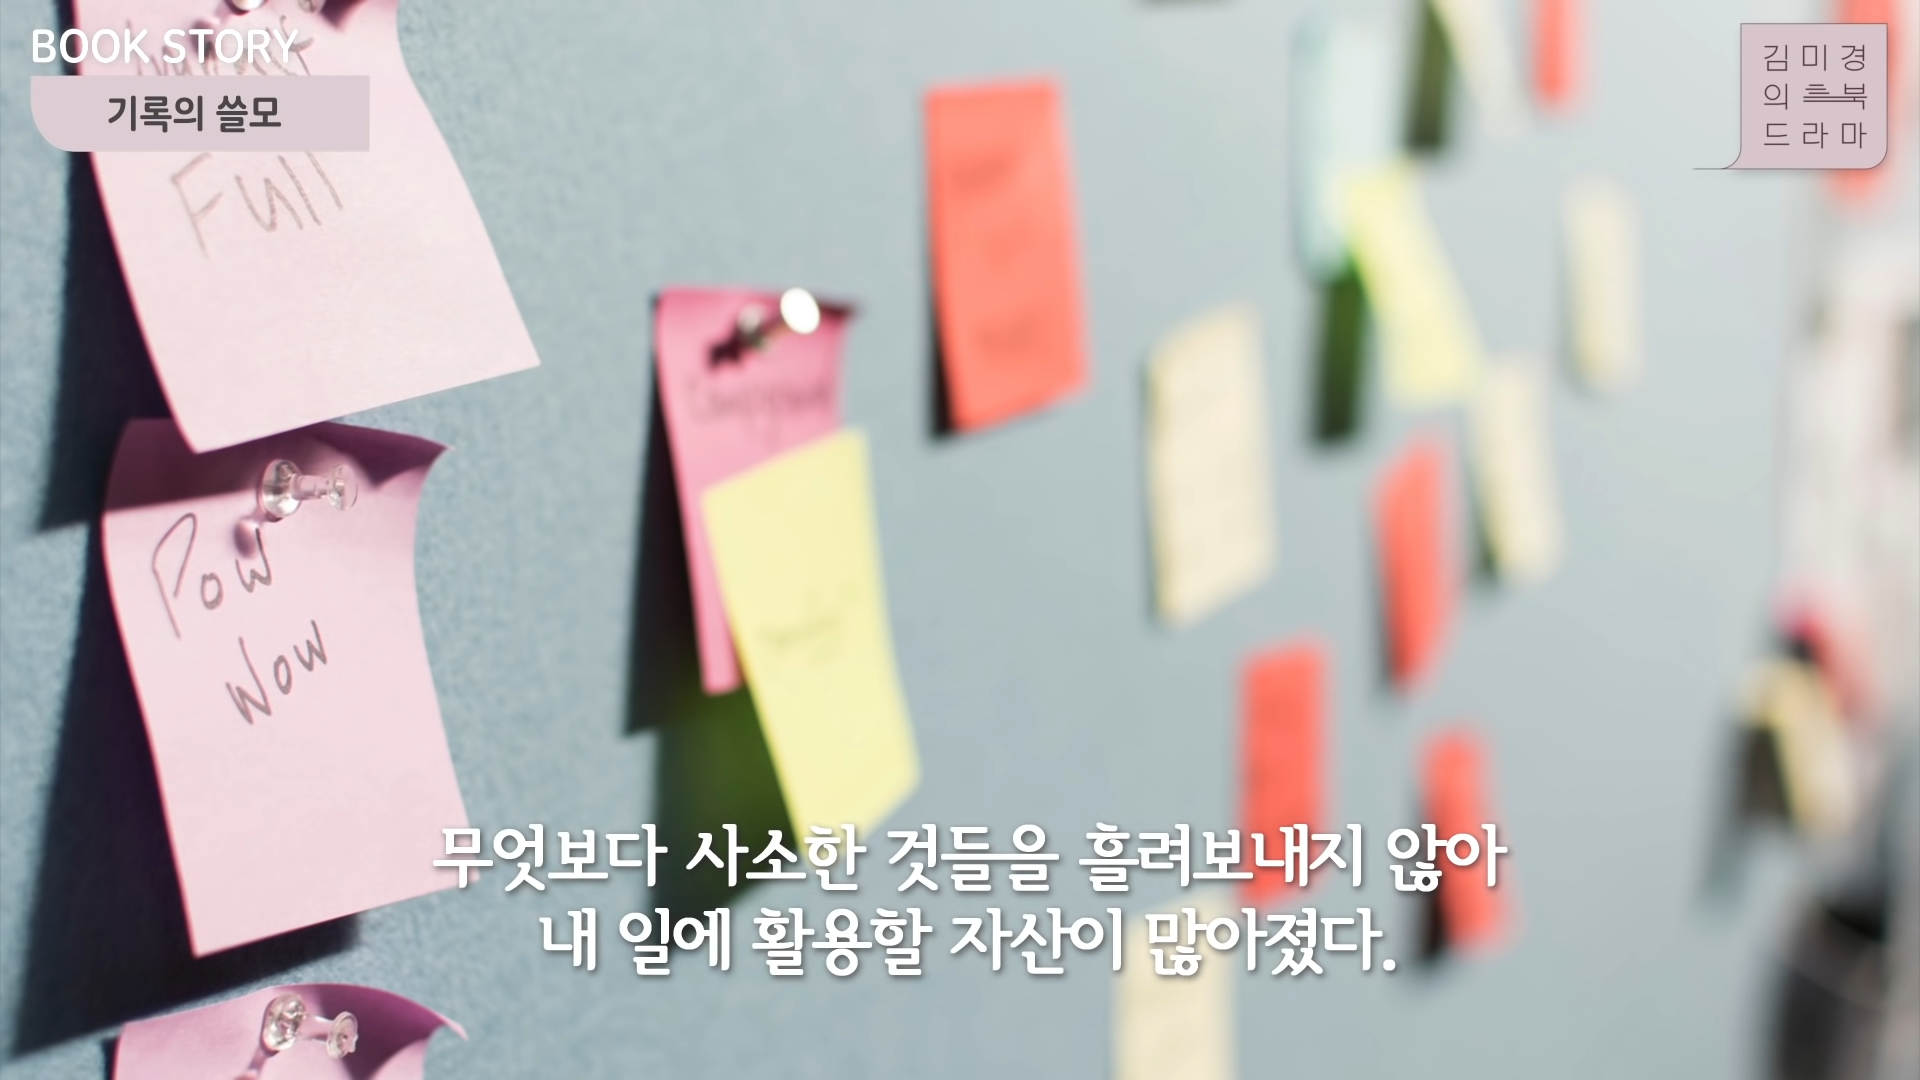 BOOK STORY
기록의 쓸모
김미경
의북
드라마
Full
Pow
Wow
무엇보다 사소한 것들을 흘려보내지 않아
내 일에 활용할 자산이 많아졌다.